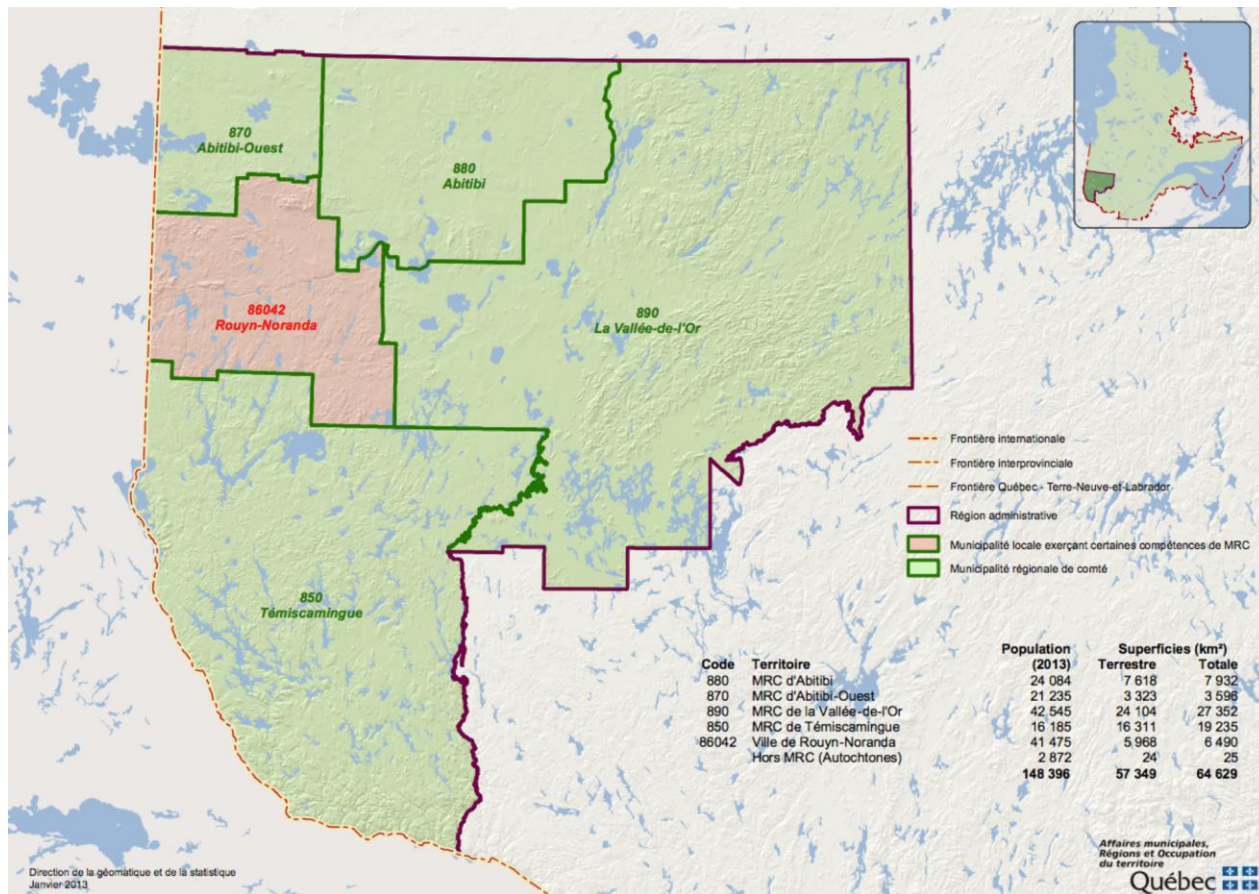 870
Abitibi-Ouest
880
Abitibi
86042
Rouyn-Noranda
890
La Vallée-de-l'Or
850
Témiscamingue
Frontière internationale
Frontière interprovinciale
Frontière Québec - Terre-Neuve-et-Labrador
Région administrative
Municipalité locale exerçant certaines compétences de MRC
Municipalité régionale de comté
Population Superficies (km²)
Code Territoire (2013) Terrestre Totale
880 MRC d'Abitibi 24 084 7 618 7 932
870 MRC d'Abitibi-Ouest 21 235 3 323 3 596
890 MRC de la Vallée-de-l'Or 42 545 24 104 27 352
850 MRC de Témiscamingue 16 185 16 311 19 235
86042 Ville de Rouyn-Noranda 41 475 5 968 6 490
Hors MRC (Autochtones) 2 872 24 25
148 396 57 349 64 629
Direction de la géomatique et de la statistique
Janvier 2013
Affaires municipales,
Régions et Occupation
du territoire
Québec